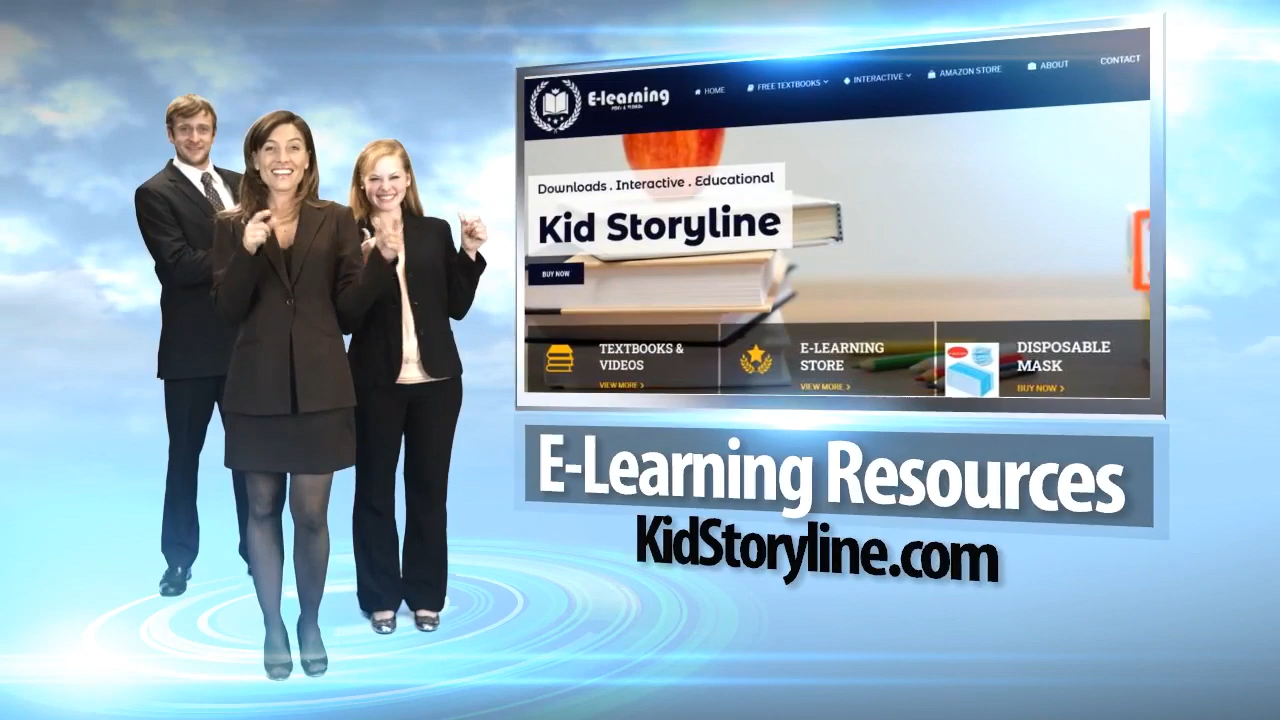 E-learning
HOME
FREE TEXTBOOKS
INTERACTIVE
AMAZON STORE
ABOUT
CONTACT
Downloads . Interactive . Educational
Kid Storyline
BUY NOW
TEXTBOOKS &
VIDEOS
VIEW MORE >
E-LEARNING
STORE
VIEW MORE >
DISPOSABLE
MASK
BUY NOW >
E-Learning Resources
KidStoryline.com